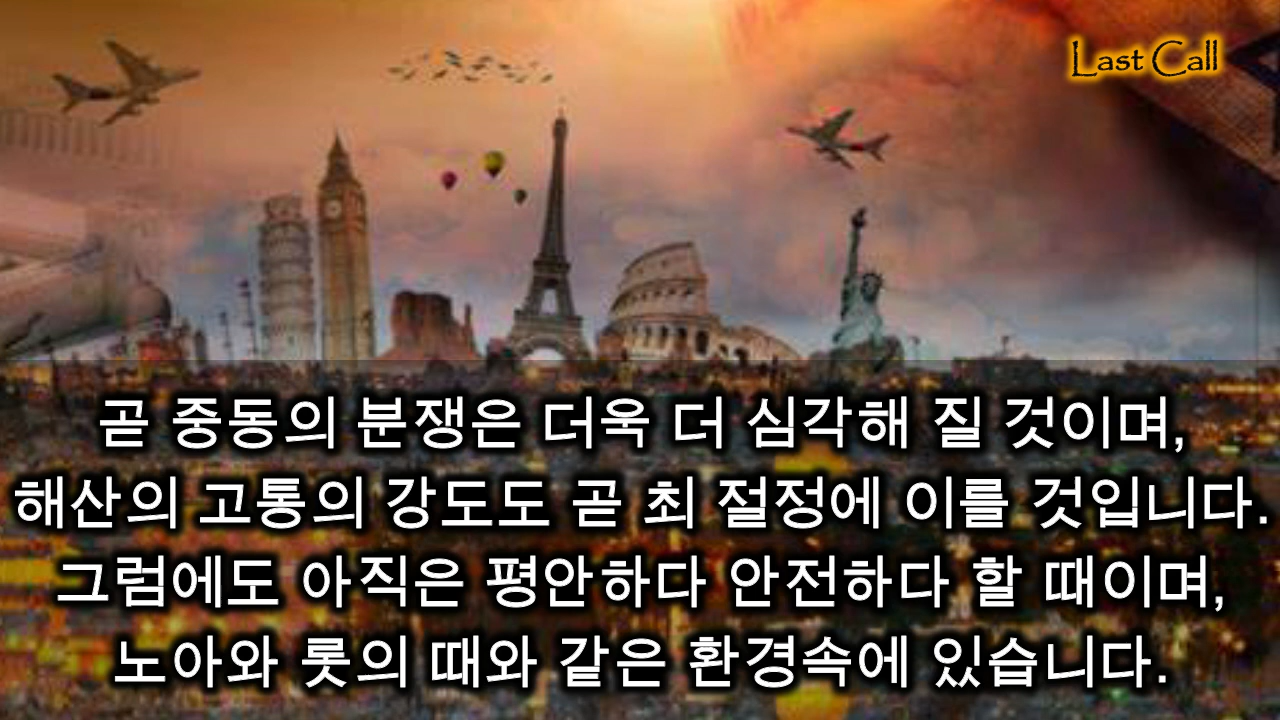 Last Call
곧 중동의 분쟁은 더욱 더 심각해 질 것이며,
해산의 고통의 강도도 곧 최 절정에 이를 것입니다.
그럼에도 아직은 평안하다 안전하다 할 때이며,
노아와 롯의 때와 같은 환경속에 있습니다.